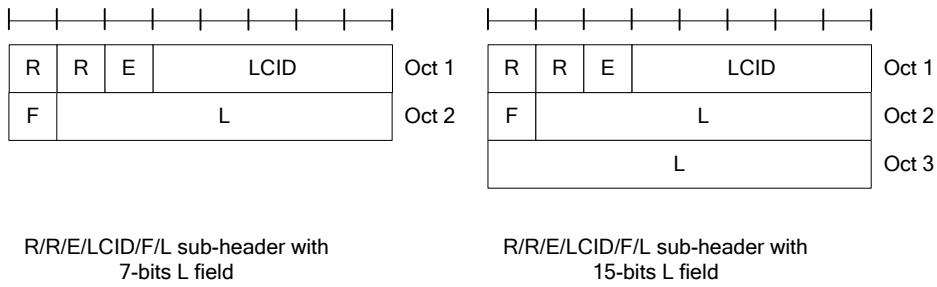 R R E LCID Oct 1
F L Oct 2
R/R/E/LCID/F/L sub-header with
7-bits L field
R R E LCID Oct 1
F L Oct 2
L Oct 3
R/R/E/LCID/F/L sub-header with
15-bits L field